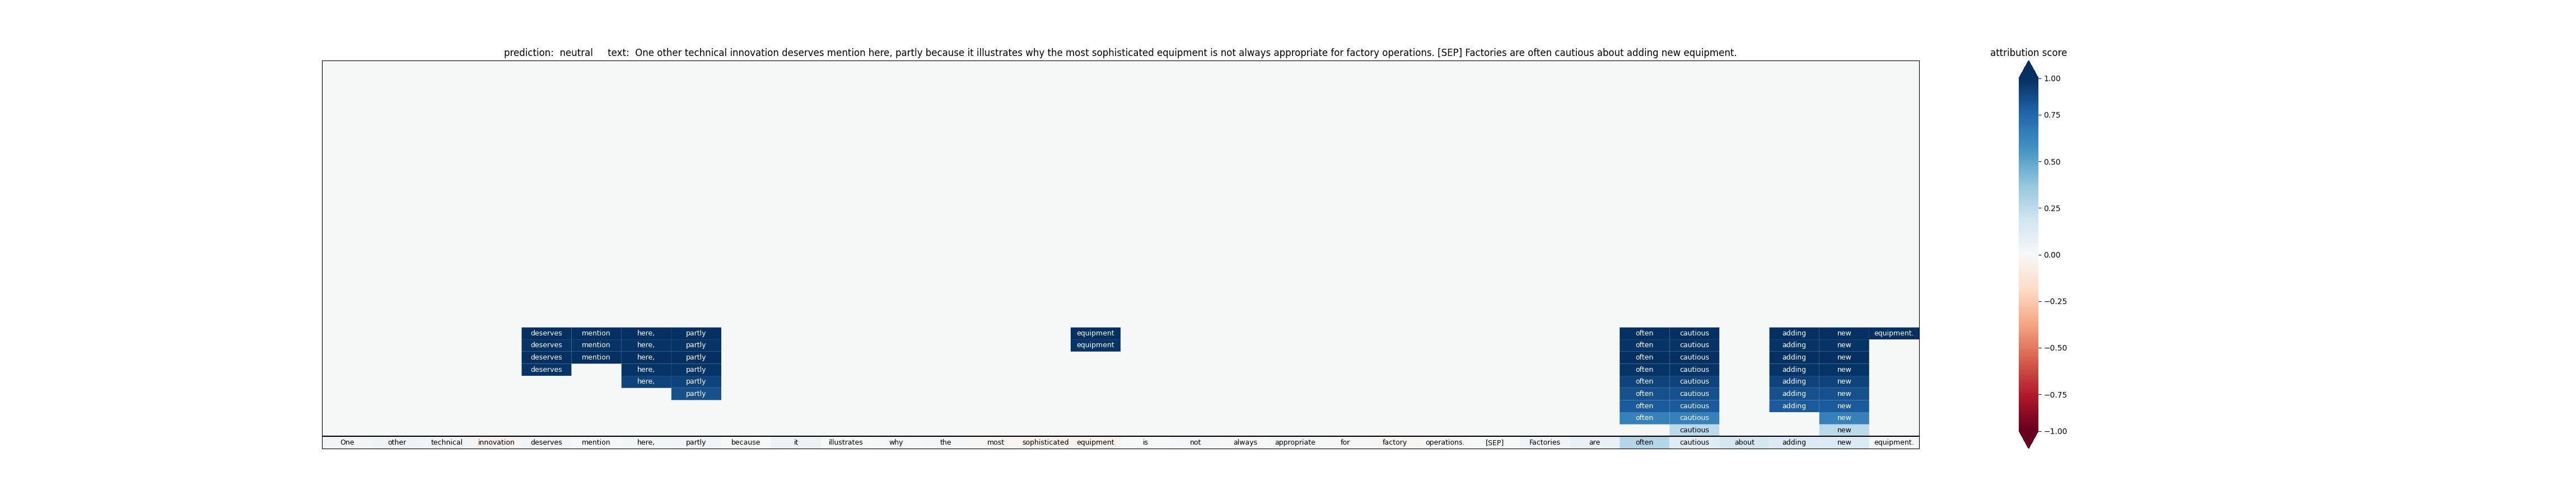 prediction: neutral text: One other technical innovation deserves mention here, partly because it illustrates why the most sophisticated equipment is not always appropriate for factory operations. [SEP] Factories are often cautious about adding new equipment.
attribution score
1.00
0.75
0.50
0.25
0.00
−0.25
−0.50
−0.75
−1.00
deserves mention here, partly equipment often cautious adding new equipment.
deserves mention here, partly equipment often cautious adding new
deserves mention here, partly often cautious adding new
deserves here, partly often cautious adding new
here, partly often cautious adding new
partly often cautious adding new
often cautious adding new
often cautious new
cautious new
One other technical innovation deserves mention here, partly because it illustrates why the most sophisticated equipment is not always appropriate for factory operations. [SEP] Factories are often cautious about adding new equipment.